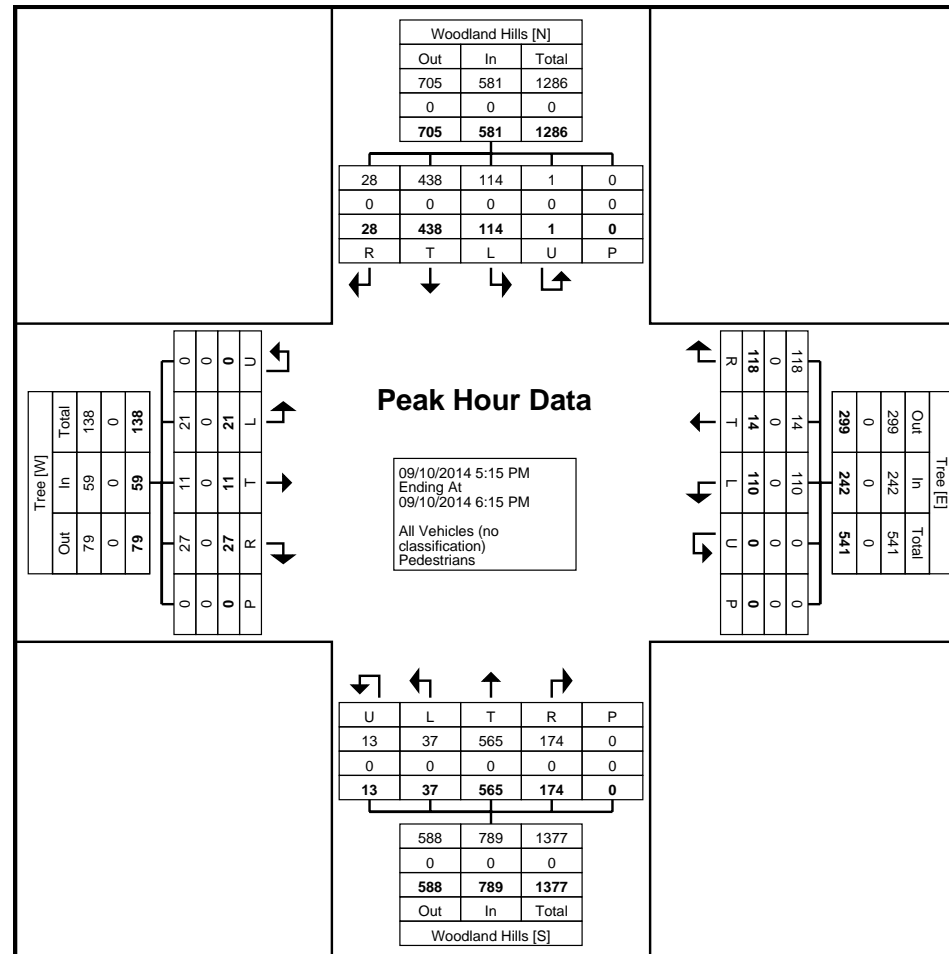 Woodland Hills [N]
Out In Total
705 581 1286
0 0 0
705 581 1286
28 438 114 1 0
0 0 0 0 0
28 438 114 1 0
R T L U P
Tree [W]
Total In Out
138 59 79
0 0 0
138 59 79
0 21 11 27 0
0 0 0 0 0
0 21 11 27 0
U L T R P
Peak Hour Data
09/10/2014 5:15 PM
Ending At
09/10/2014 6:15 PM
All Vehicles (no
classification)
Pedestrians
Tree [E]
Out In Total
299 242 541
0 0 0
299 242 541
118 14 110 0 0
0 0 0 0 0
118 14 110 0 0
R T L U P
U L T R P
13 37 565 174 0
0 0 0 0 0
13 37 565 174 0
588 789 1377
0 0 0
588 789 1377
Out In Total
Woodland Hills [S]